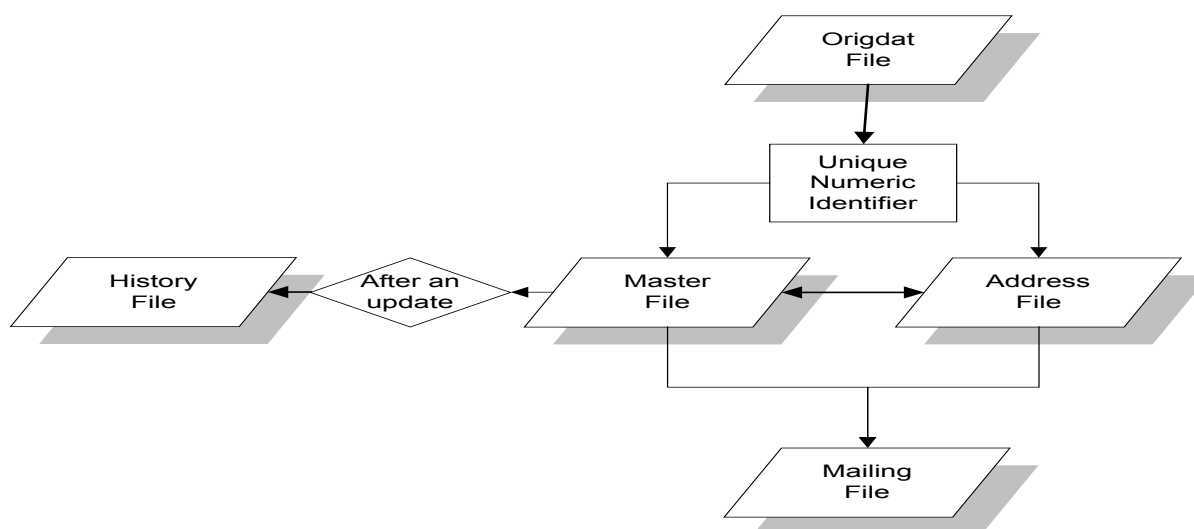 Origdat
File
Unique
Numeric
Identifier
History
File
After an
update
Master
File
Address
File
Mailing
File